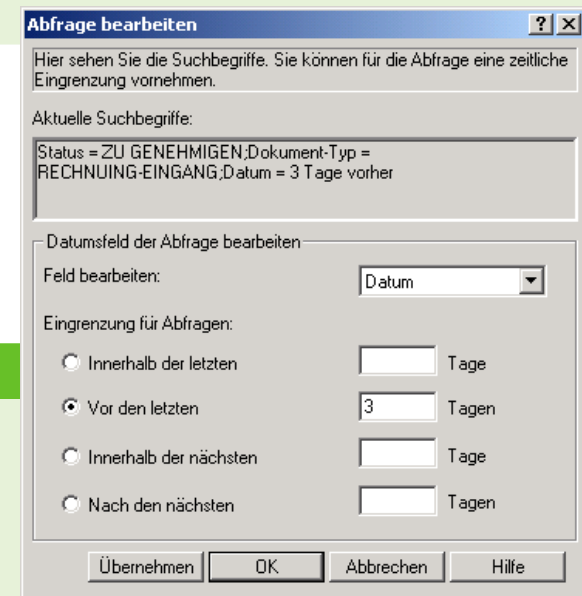 Abfrage bearbeiten
Hier sehen Sie die Suchbegriffe. Sie können für die Abfrage eine zeitliche
Eingrenzung vornehmen.
Aktuelle Suchbegriffe:
Status = ZU GENEHMIGEN;Dokument-Typ =
RECHNUING-EINGANG;Datum = 3 Tage vorher
Datumsfeld der Abfrage bearbeiten
Feld bearbeiten: Datum
Eingrenzung für Abfragen:
Innerhalb der letzten Tage
Vor den letzten 3 Tagen
Innerhalb der nächsten Tage
Nach den nächsten Tagen
Übernehmen OK Abbrechen Hilfe